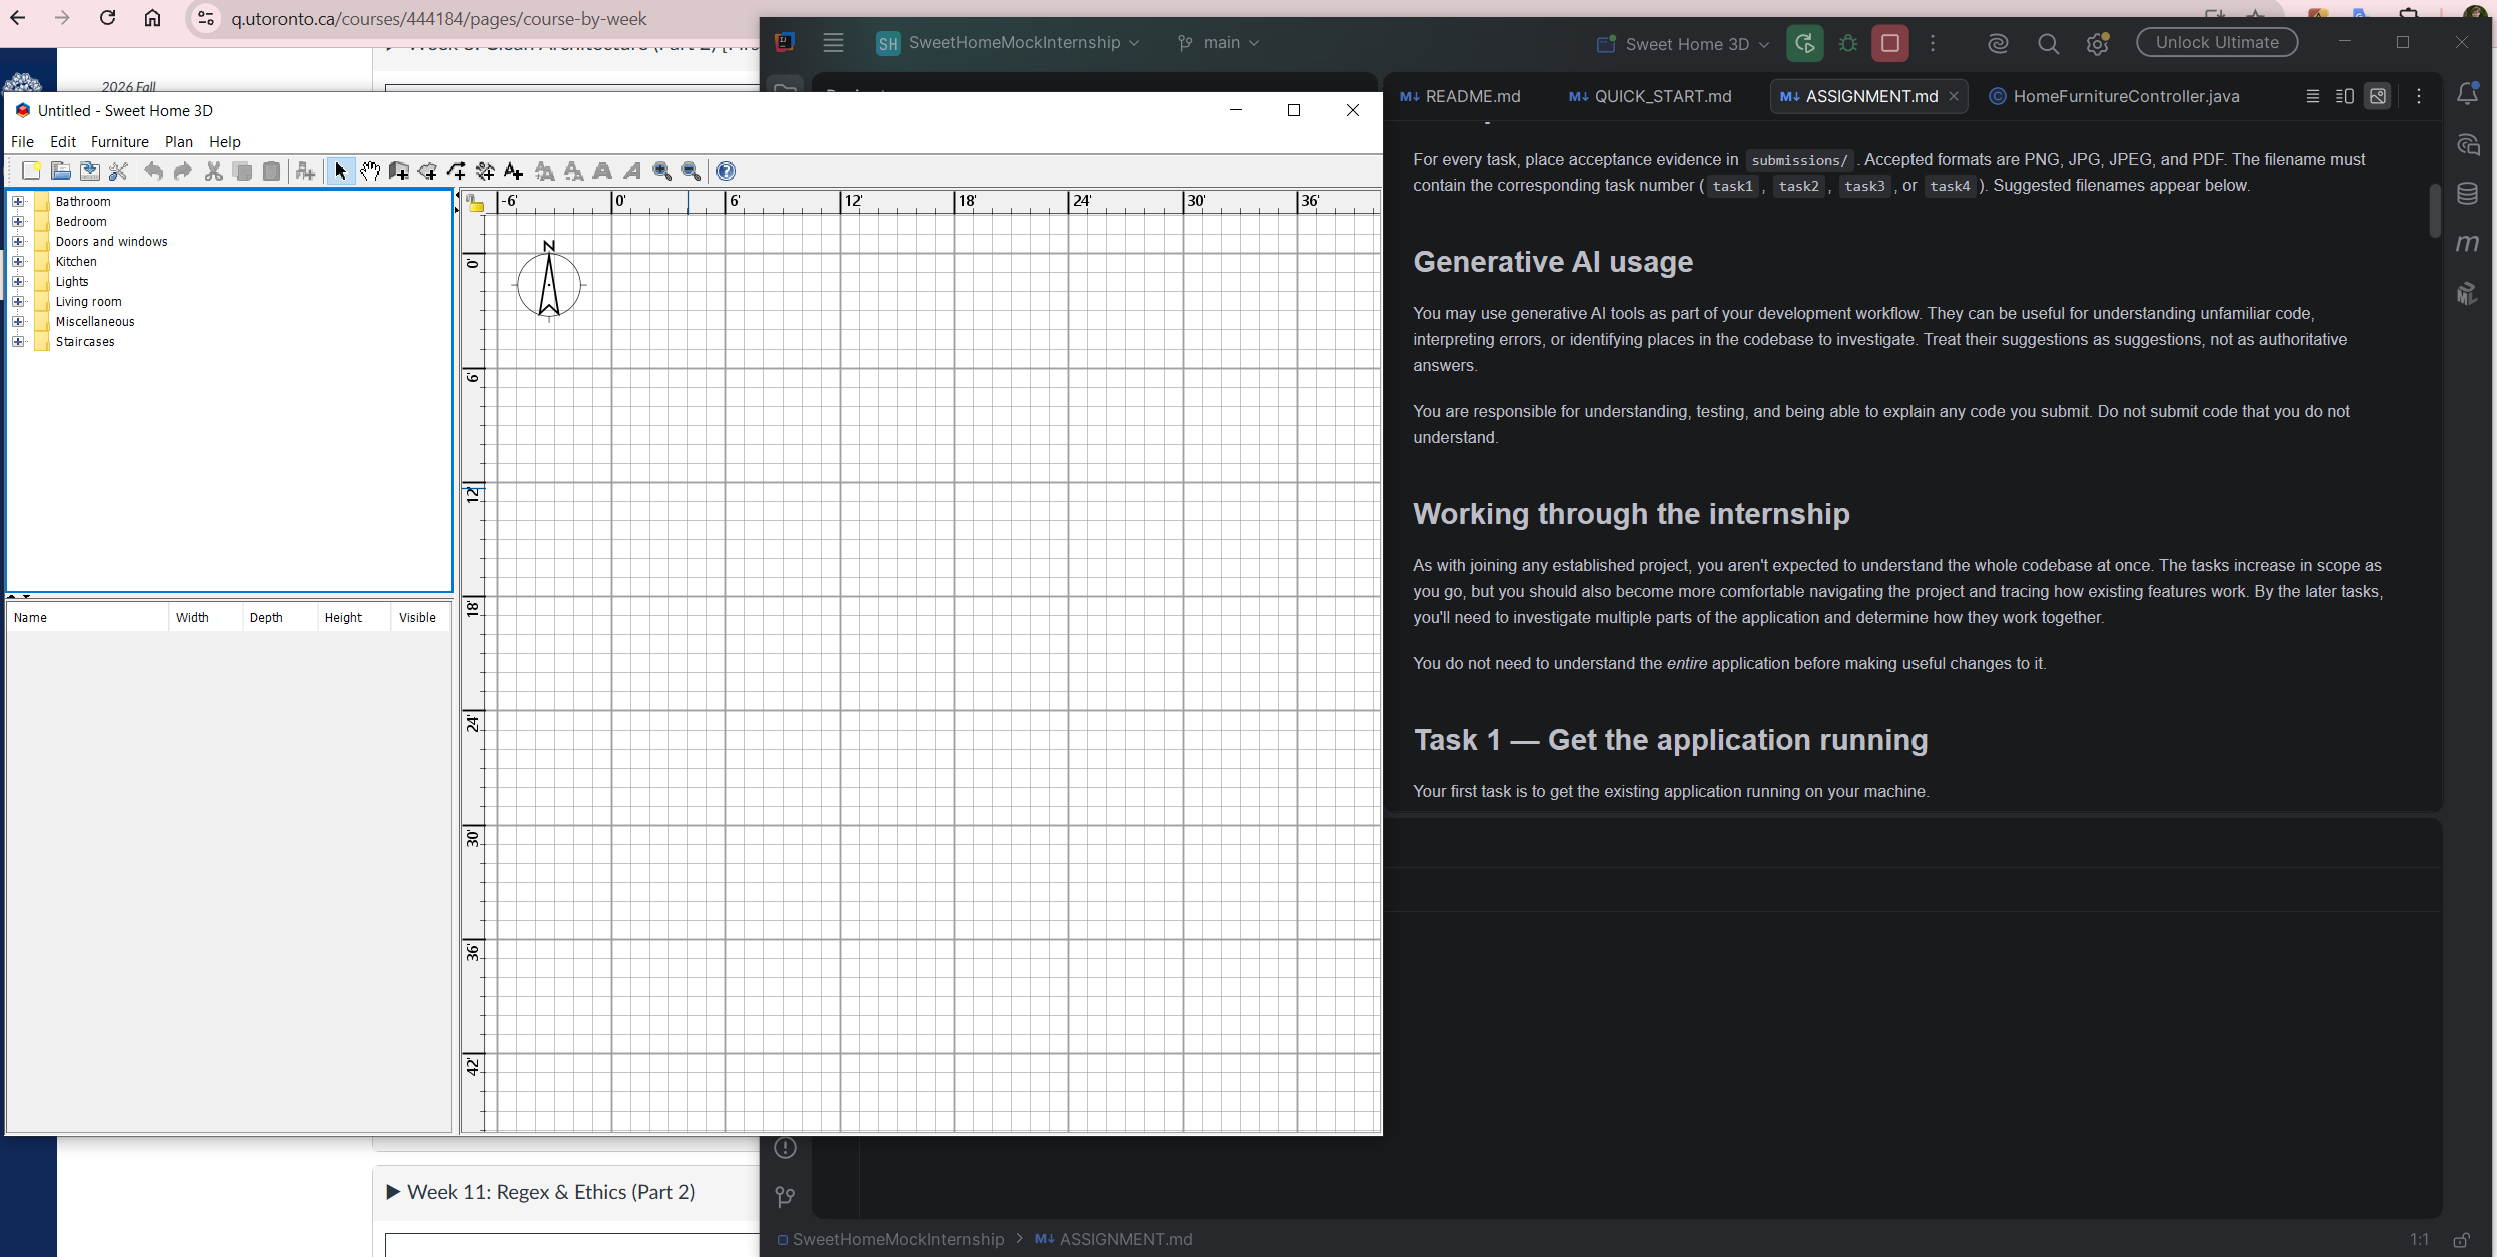 q.utoronto.ca/courses/444184/pages/course-by-week
2026 Fall
SH SweetHomeMockInternship main
Sweet Home 3D
Unlock Ultimate
Untitled - Sweet Home 3D
File Edit Furniture Plan Help
Bathroom
Bedroom
Doors and windows
Kitchen
Lights
Living room
Miscellaneous
Staircases
Name Width Depth Height Visible
-6' 0' 6' 12' 18' 24' 30' 36'
N
0'
6'
12'
18'
24'
30'
36'
42'
README.md QUICK_START.md ASSIGNMENT.md HomeFurnitureController.java
For every task, place acceptance evidence in submissions/ . Accepted formats are PNG, JPG, JPEG, and PDF. The filename must
contain the corresponding task number ( task1 , task2 , task3 , or task4 ). Suggested filenames appear below.
Generative AI usage
You may use generative AI tools as part of your development workflow. They can be useful for understanding unfamiliar code,
interpreting errors, or identifying places in the codebase to investigate. Treat their suggestions as suggestions, not as authoritative
answers.
You are responsible for understanding, testing, and being able to explain any code you submit. Do not submit code that you do not
understand.
Working through the internship
As with joining any established project, you aren't expected to understand the whole codebase at once. The tasks increase in scope as
you go, but you should also become more comfortable navigating the project and tracing how existing features work. By the later tasks,
you'll need to investigate multiple parts of the application and determine how they work together.
You do not need to understand the entire application before making useful changes to it.
Task 1 — Get the application running
Your first task is to get the existing application running on your machine.
Week 11: Regex & Ethics (Part 2)
SweetHomeMockInternship > ASSIGNMENT.md
1:1